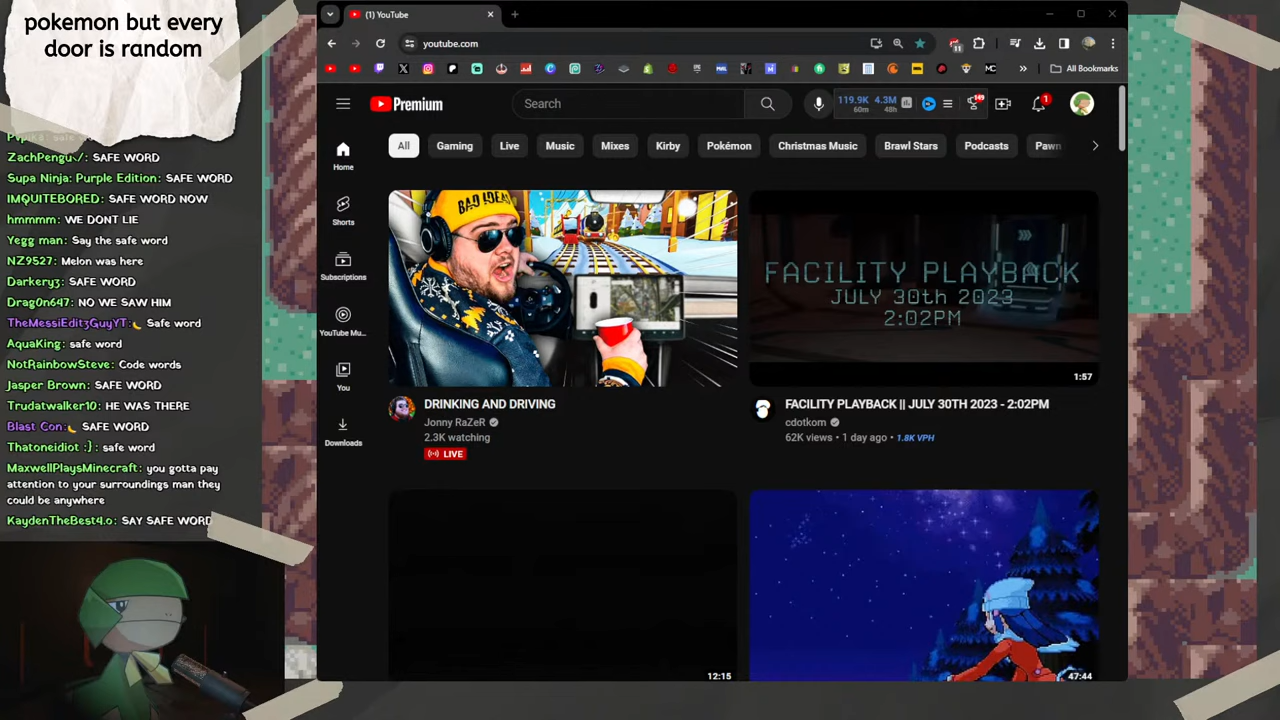 pokemon but every
door is random
ZachPengu./: SAFE WORD
Supa Ninja: Purple Edition: SAFE WORD
IMQUITEBORED: SAFE WORD NOW
hmmmm: WE DONT LIE
Yegg man: Say the safe word
NZ9527: Melon was here
Darkery3: SAFE WORD
Drag0n647: NO WE SAW HIM
TheMessiEdit3GuyYT: Safe word
AquaKing: safe word
NotRainbowSteve: Code words
Jasper Brown: SAFE WORD
Trudatwalker10: HE WAS THERE
Blast Con: SAFE WORD
Thatoneidiot :}: safe word
MaxwellPlaysMinecraft: you gotta pay
attention to your surroundings man they
could be anywhere
KaydenTheBest4.0: SAY SAFE WORD
(1) YouTube
youtube.com
11
All Bookmarks
Premium
Search
119.9K 4.3M
60m 48h
149
1
All Gaming Live Music Mixes Kirby Pokémon Christmas Music Brawl Stars Podcasts Pawn
Home
Shorts
Subscriptions
YouTube Mu...
You
Downloads
BAD IDEAS
DRINKING AND DRIVING
Jonny RaZeR
2.3K watching
LIVE
FACILITY PLAYBACK
JULY 30th 2023
2:02PM
1:57
FACILITY PLAYBACK || JULY 30TH 2023 - 2:02PM
cdotkom
62K views • 1 day ago • 1.8K VPH
12:15
47:44